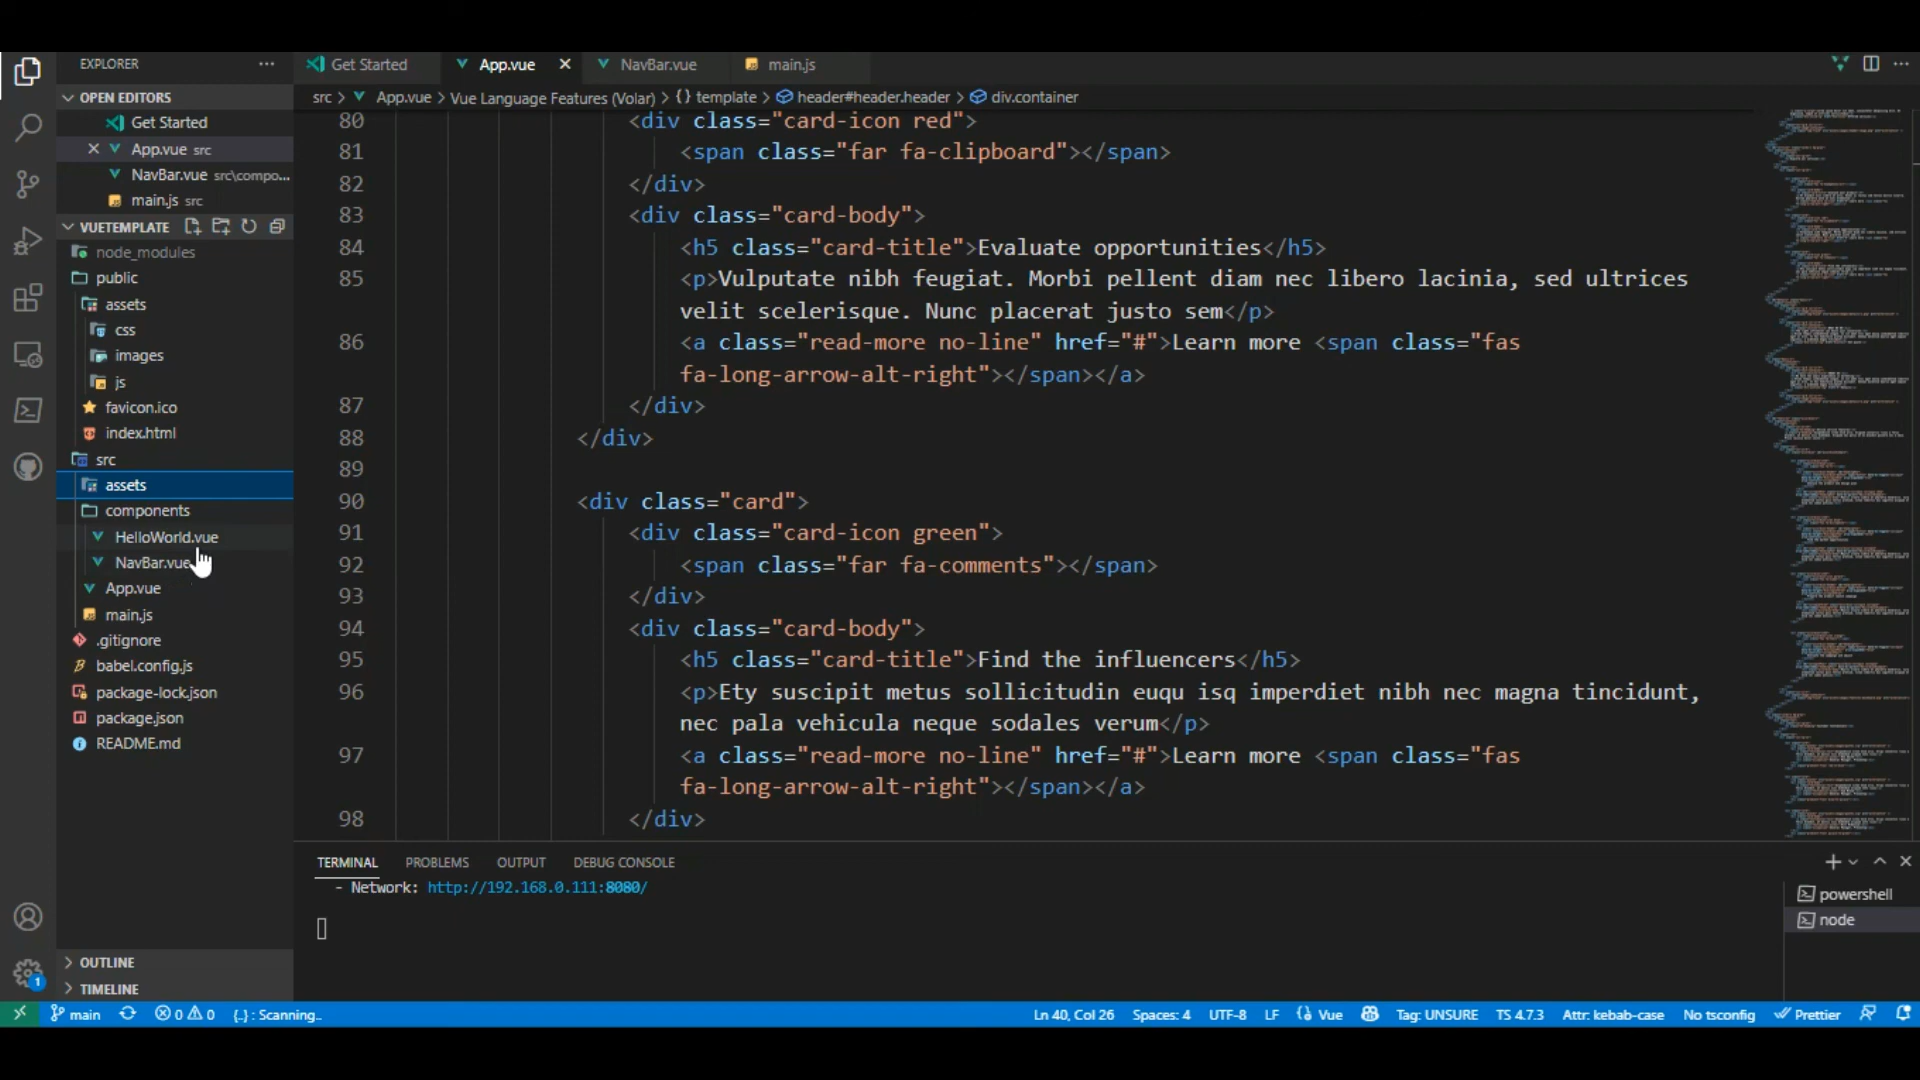 EXPLORER
Get Started
App.vue
NavBar.vue
main.js
OPEN EDITORS
Get Started
App.vue src
NavBar.vue src\compo...
main.js src
VUETEMPLATE
node_modules
public
assets
css
images
js
favicon.ico
index.html
src
assets
components
HelloWorld.vue
NavBar.vue
App.vue
main.js
.gitignore
babel.config.js
package-lock.json
package.json
README.md
OUTLINE
TIMELINE
src > App.vue > Vue Language Features (Volar) > {} template > header#header.header > div.container
80 <div class="card-icon red">
81 <span class="far fa-clipboard"></span>
82 </div>
83 <div class="card-body">
84 <h5 class="card-title">Evaluate opportunities</h5>
85 <p>Vulputate nibh feugiat. Morbi pellent diam nec libero lacinia, sed ultrices
velit scelerisque. Nunc placerat justo sem</p>
86 <a class="read-more no-line" href="#">Learn more <span class="fas
fa-long-arrow-alt-right"></span></a>
87 </div>
88 </div>
89
90 <div class="card">
91 <div class="card-icon green">
92 <span class="far fa-comments"></span>
93 </div>
94 <div class="card-body">
95 <h5 class="card-title">Find the influencers</h5>
96 <p>Ety suscipit metus sollicitudin euqu isq imperdiet nibh nec magna tincidunt,
nec pala vehicula neque sodales verum</p>
97 <a class="read-more no-line" href="#">Learn more <span class="fas
fa-long-arrow-alt-right"></span></a>
98 </div>
TERMINAL PROBLEMS OUTPUT DEBUG CONSOLE
- Network: http://192.168.0.111:8080/
powershell
node
1
main 0 0 {..} : Scanning.. Ln 40, Col 26 Spaces: 4 UTF-8 LF Vue Tag: UNSURE TS 4.7.3 Attr: kebab-case No tsconfig Prettier